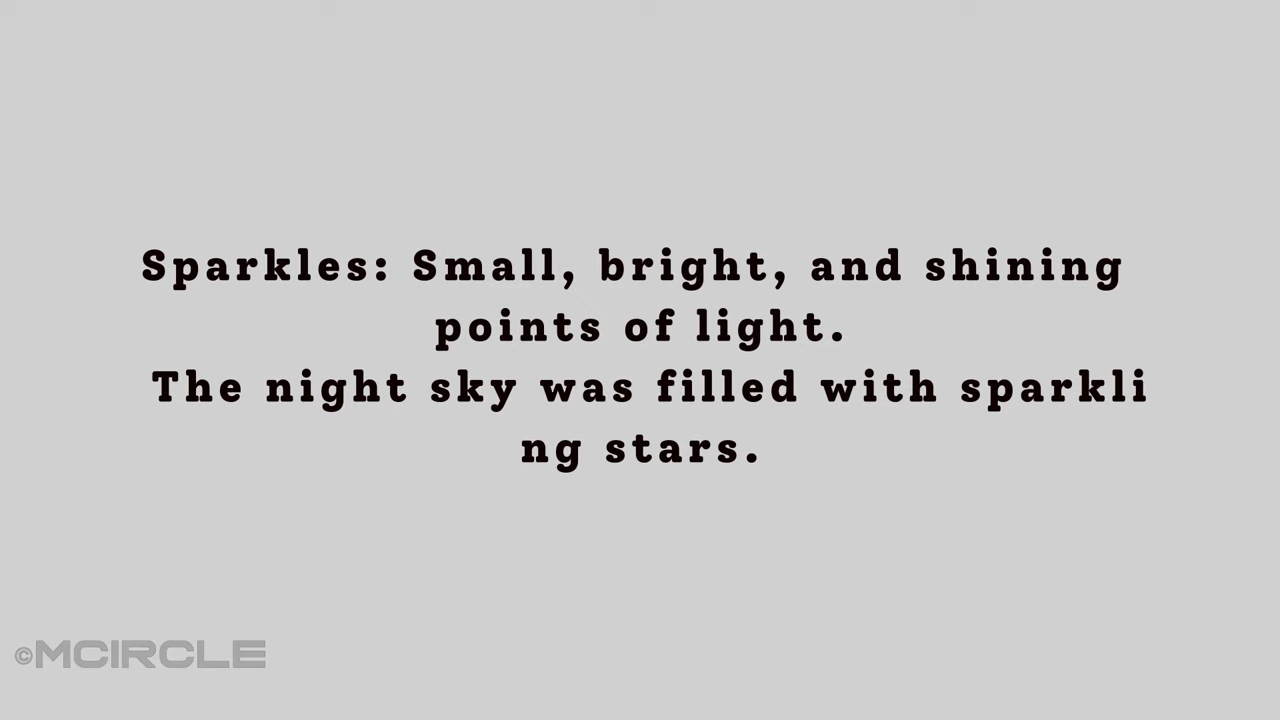 Sparkles: Small, bright, and shining
points of light.
The night sky was filled with sparkli
ng stars.
©MCIRCLE